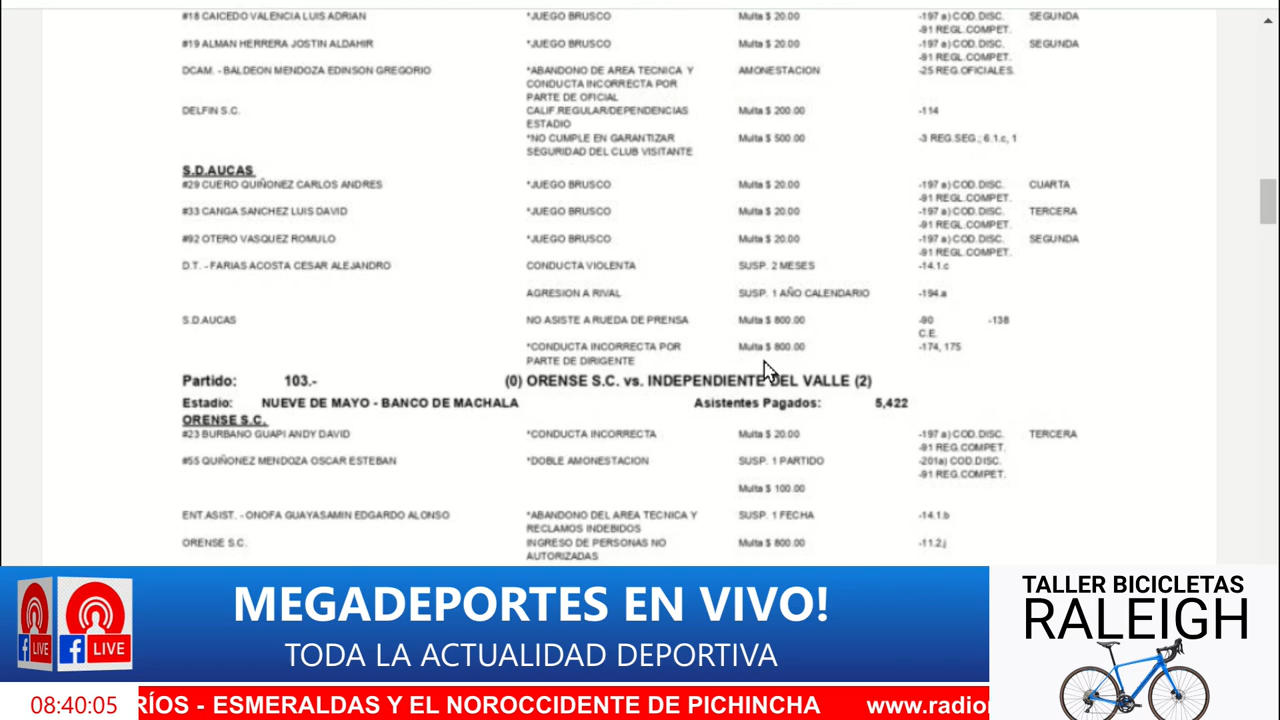 #18 CAICEDO VALENCIA LUIS ADRIAN *JUEGO BRUSCO Multa $ 20.00 -197 a) COD.DISC. SEGUNDA
-91 REGL.COMPET.
#19 ALMAN HERRERA JOSTIN ALDAHIR *JUEGO BRUSCO Multa $ 20.00 -197 a) COD.DISC. SEGUNDA
-91 REGL.COMPET.
DCAM. - BALDEON MENDOZA EDINSON GREGORIO *ABANDONO DE AREA TECNICA Y AMONESTACION -25 REG.OFICIALES.
CONDUCTA INCORRECTA POR
PARTE DE OFICIAL
DELFIN S.C. CALIF.REGULAR/DEPENDENCIAS Multa $ 200.00 -114
ESTADIO
*NO CUMPLE EN GARANTIZAR Multa $ 500.00 -3 REG.SEG.; 6.1.c, 1
SEGURIDAD DEL CLUB VISITANTE
S.D.AUCAS
#29 CUERO QUIÑONEZ CARLOS ANDRES *JUEGO BRUSCO Multa $ 20.00 -197 a) COD.DISC. CUARTA
-91 REGL.COMPET.
#33 CANGA SANCHEZ LUIS DAVID *JUEGO BRUSCO Multa $ 20.00 -197 a) COD.DISC. TERCERA
-91 REGL.COMPET.
#92 OTERO VASQUEZ ROMULO *JUEGO BRUSCO Multa $ 20.00 -197 a) COD.DISC. SEGUNDA
-91 REGL.COMPET.
D.T. - FARIAS ACOSTA CESAR ALEJANDRO CONDUCTA VIOLENTA SUSP. 2 MESES -14.1.c
AGRESION A RIVAL SUSP. 1 AÑO CALENDARIO -194.a
S.D.AUCAS NO ASISTE A RUEDA DE PRENSA Multa $ 800.00 -90 -138
C.E.
*CONDUCTA INCORRECTA POR Multa $ 800.00 -174, 175
PARTE DE DIRIGENTE
Partido: 103.- (0) ORENSE S.C. vs. INDEPENDIENTE DEL VALLE (2)
Estadio: NUEVE DE MAYO - BANCO DE MACHALA Asistentes Pagados: 5,422
ORENSE S.C.
#23 BURBANO GUAPI ANDY DAVID *CONDUCTA INCORRECTA Multa $ 20.00 -197 a) COD.DISC. TERCERA
-91 REGL.COMPET.
#55 QUIÑONEZ MENDOZA OSCAR ESTEBAN *DOBLE AMONESTACION SUSP. 1 PARTIDO -201a) COD.DISC.
-91 REGL.COMPET.
Multa $ 100.00
ENT.ASIST. - ONOFA GUAYASAMIN EDGARDO ALONSO *ABANDONO DEL AREA TECNICA Y SUSP. 1 FECHA -14.1.b
RECLAMOS INDEBIDOS
ORENSE S.C. INGRESO DE PERSONAS NO Multa $ 800.00 -11.2.j
AUTORIZADAS
f LIVE f LIVE
MEGADEPORTES EN VIVO!
TODA LA ACTUALIDAD DEPORTIVA
TALLER BICICLETAS
RALEIGH
08:40:05 RÍOS - ESMERALDAS Y EL NOROCCIDENTE DE PICHINCHA www.radio